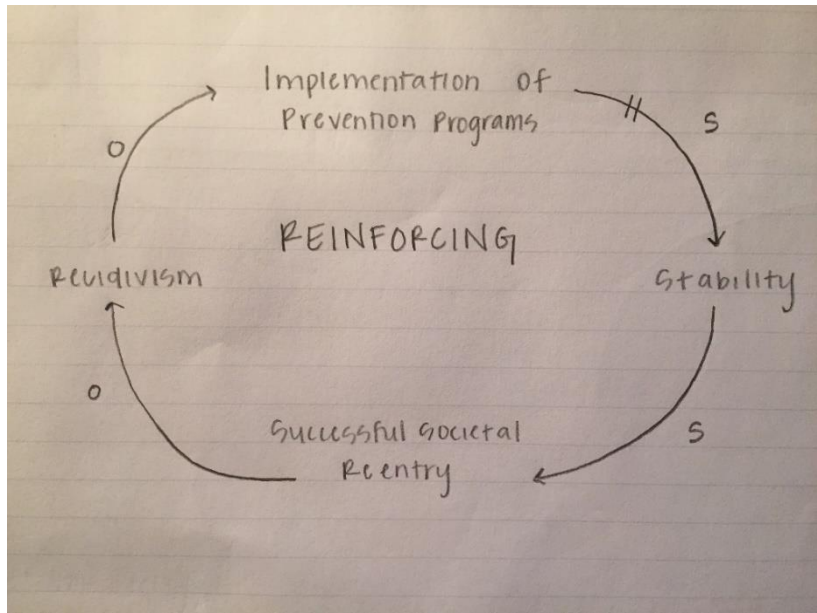 Implementation of
Prevention Programs
S
Stability
S
Successful Societal
Reentry
O
Recidivism
O
REINFORCING